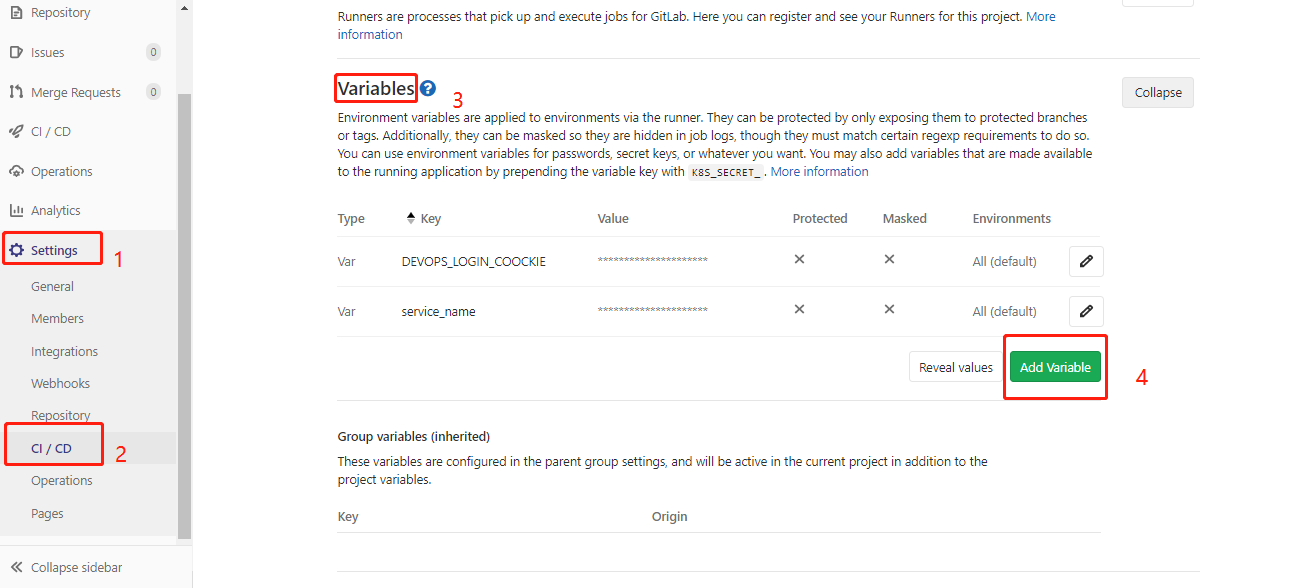 Repository
Issues 0
Merge Requests 0
CI / CD
Operations
Analytics
Settings 1
General
Members
Integrations
Webhooks
Repository
CI / CD 2
Operations
Pages
Collapse sidebar
Runners are processes that pick up and execute jobs for GitLab. Here you can register and see your Runners for this project. More
information
Variables ? 3
Collapse
Environment variables are applied to environments via the runner. They can be protected by only exposing them to protected branches
or tags. Additionally, they can be masked so they are hidden in job logs, though they must match certain regexp requirements to do so.
You can use environment variables for passwords, secret keys, or whatever you want. You may also add variables that are made available
to the running application by prepending the variable key with K8S_SECRET_. More information
Type Key Value Protected Masked Environments
Var DEVOPS_LOGIN_COOCKIE ********************* All (default)
Var service_name ********************* All (default)
Reveal values Add Variable 4
Group variables (inherited)
These variables are configured in the parent group settings, and will be active in the current project in addition to the
project variables.
Key Origin